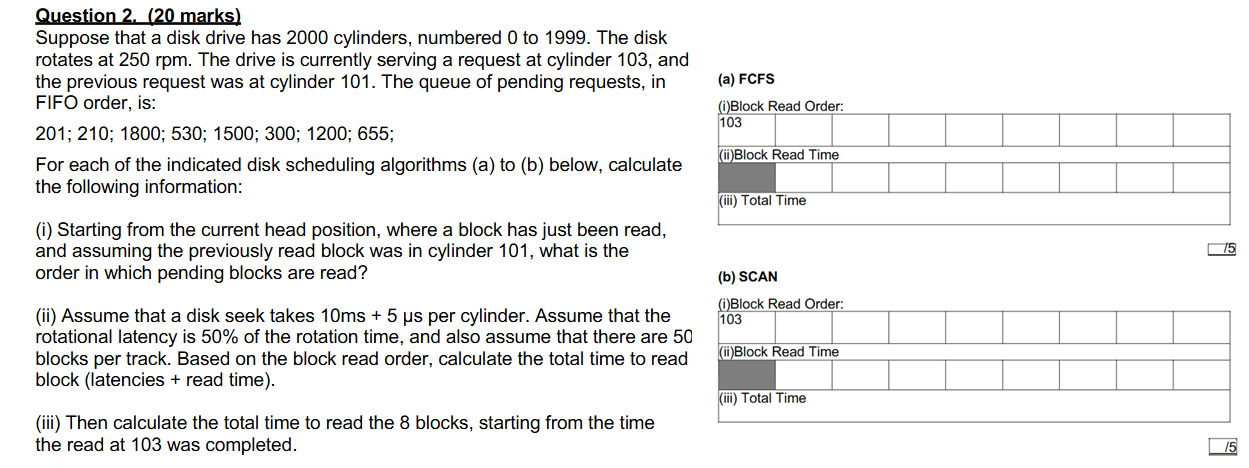 Question 2. (20 marks)
Suppose that a disk drive has 2000 cylinders, numbered 0 to 1999. The disk
rotates at 250 rpm. The drive is currently serving a request at cylinder 103, and
the previous request was at cylinder 101. The queue of pending requests, in
FIFO order, is:
201; 210; 1800; 530; 1500; 300; 1200; 655;
For each of the indicated disk scheduling algorithms (a) to (b) below, calculate
the following information:
(i) Starting from the current head position, where a block has just been read,
and assuming the previously read block was in cylinder 101, what is the
order in which pending blocks are read?
(ii) Assume that a disk seek takes 10ms + 5 µs per cylinder. Assume that the
rotational latency is 50% of the rotation time, and also assume that there are 50
blocks per track. Based on the block read order, calculate the total time to read
block (latencies + read time).
(iii) Then calculate the total time to read the 8 blocks, starting from the time
the read at 103 was completed.
(a) FCFS
(i)Block Read Order:
103
(ii)Block Read Time
(iii) Total Time
/5
(b) SCAN
(i)Block Read Order:
103
(ii)Block Read Time
(iii) Total Time
/5